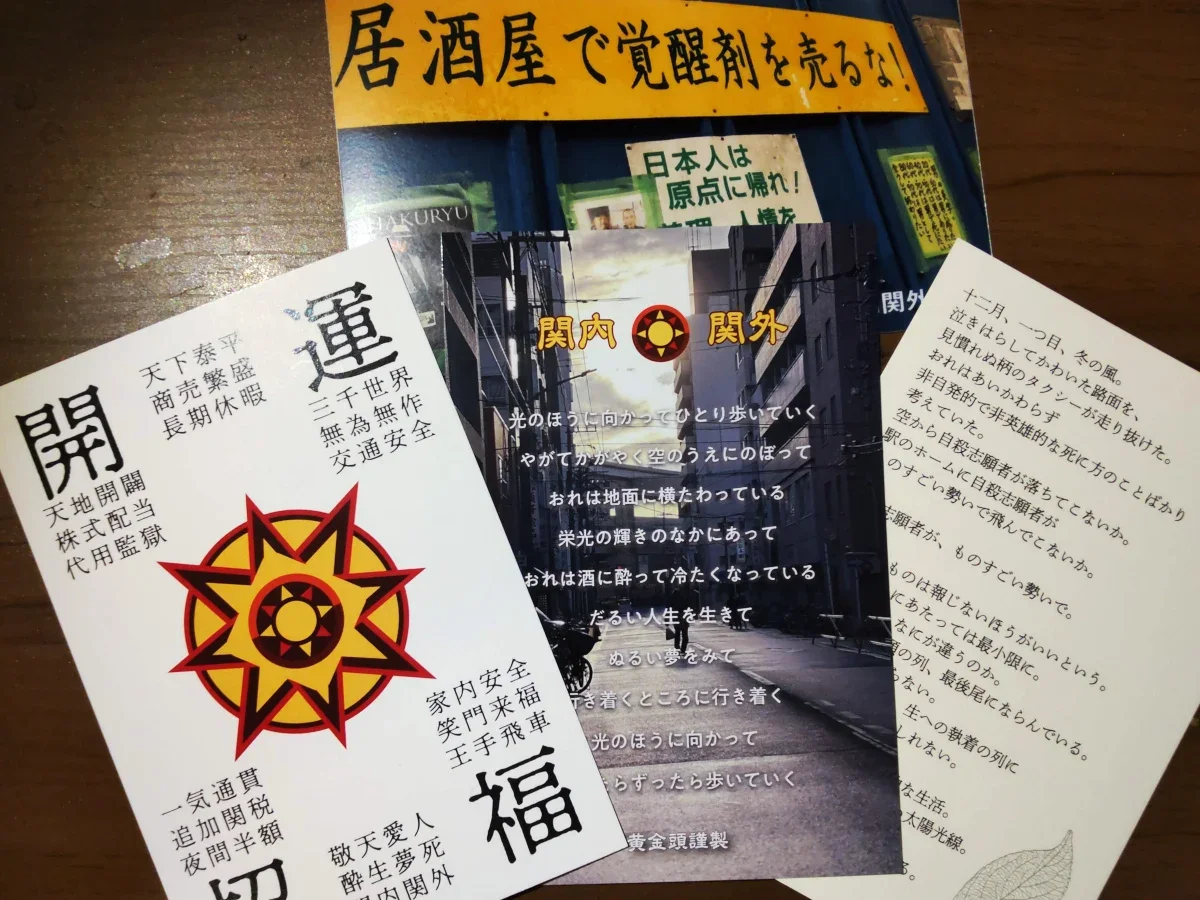 居酒屋で覚醒剤を売るな!
日本人は
原点に帰れ!
人情を
HAKURYU
関外
開
運
天下泰平
商売繁盛
長期休暇
三千世界
無為無作
交通安全
天地開闢
株式配当
代用監獄
家内安全
笑門来福
王手飛車
福
一気通貫
追加関税
夜間半額
敬天愛人
酔生夢死
内関外
関内 関外
光のほうに向かってひとり歩いていく
やがてかがやく空のうえにのぼって
おれは地面に横たわっている
栄光の輝きのなかにあって
おれは酒に酔って冷たくなっている
だるい人生を生きて
ぬるい夢をみて
行き着くところに行き着く
光のほうに向かって
らずったら歩いていく
黄金頭謹製
十二月、一つ目、冬の風。
泣きはらしてかわいた路面を、
見慣れぬ柄のタクシーが走り抜けた。
おれはあいかわらず
非自発的で非英雄的な死に方のことばかり
考えていた。
空から自殺志願者が落ちてこないか。
駅のホームに自殺志願者が
のすごい勢いで飛んでこないか。
志願者が、ものすごい勢いで。
ものは報じないほうがいいという。
にあたっては最小限に。
なにが違うのか。
の列、最後尾にならんでいる。
ない。
生への執着の列に
しれない。
な生活。
太陽光線。
る。